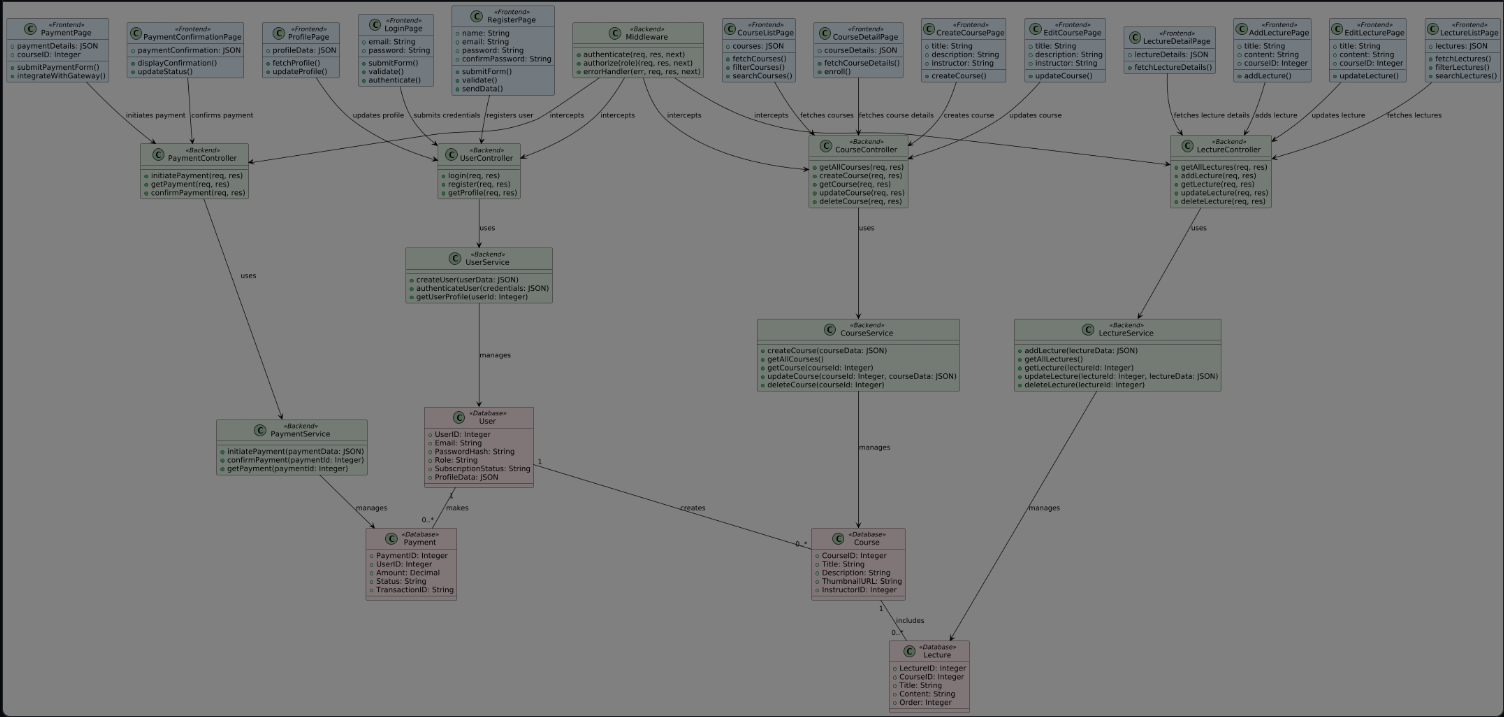 «Frontend»
PaymentPage
paymentDetails: JSON
courseID: Integer
submitPaymentForm()
integrateWithGateway()
«Frontend»
PaymentConfirmationPage
paymentConfirmation: JSON
displayConfirmation()
updateStatus()
«Frontend»
ProfilePage
profileData: JSON
fetchProfile()
updateProfile()
«Frontend»
LoginPage
email: String
password: String
submitForm()
validate()
authenticate()
«Frontend»
RegisterPage
name: String
email: String
password: String
confirmPassword: String
submitForm()
validate()
sendData()
«Backend»
Middleware
authenticate(req, res, next)
authorize(role)(req, res, next)
errorHandler(err, req, res, next)
«Frontend»
CourseListPage
courses: JSON
fetchCourses()
filterCourses()
searchCourses()
«Frontend»
CourseDetailPage
courseDetails: JSON
fetchCourseDetails()
enroll()
«Frontend»
CreateCoursePage
title: String
description: String
instructor: String
createCourse()
«Frontend»
EditCoursePage
title: String
description: String
instructor: String
updateCourse()
«Frontend»
LectureDetailPage
lectureDetails: JSON
fetchLectureDetails()
«Frontend»
AddLecturePage
title: String
content: String
courseID: Integer
addLecture()
«Frontend»
EditLecturePage
title: String
content: String
courseID: Integer
updateLecture()
«Frontend»
LectureListPage
lectures: JSON
fetchLectures()
filterLectures()
searchLectures()
initiates payment
confirms payment
updates profile
submits credentials
registers user
intercepts
intercepts
intercepts
intercepts
fetches courses
fetches course details
creates course
updates course
fetches lecture details
adds lecture
updates lecture
fetches lectures
«Backend»
PaymentController
initiatePayment(req, res)
getPayment(req, res)
confirmPayment(req, res)
«Backend»
UserController
login(req, res)
register(req, res)
getProfile(req, res)
«Backend»
CourseController
getAllCourses(req, res)
createCourse(req, res)
getCourse(req, res)
updateCourse(req, res)
deleteCourse(req, res)
«Backend»
LectureController
getAllLectures(req, res)
addLecture(req, res)
getLecture(req, res)
updateLecture(req, res)
deleteLecture(req, res)
uses
uses
uses
uses
«Backend»
UserService
createUser(userData: JSON)
authenticateUser(credentials: JSON)
getUserProfile(userId: Integer)
«Backend»
CourseService
createCourse(courseData: JSON)
getAllCourses()
getCourse(courseId: Integer)
updateCourse(courseId: Integer, courseData: JSON)
deleteCourse(courseId: Integer)
«Backend»
LectureService
addLecture(lectureData: JSON)
getAllLectures()
getLecture(lectureId: Integer)
updateLecture(lectureId: Integer, lectureData: JSON)
deleteLecture(lectureId: Integer)
manages
«Backend»
PaymentService
initiatePayment(paymentData: JSON)
confirmPayment(paymentId: Integer)
getPayment(paymentId: Integer)
«Database»
User
UserID: Integer
Email: String
PasswordHash: String
Role: String
SubscriptionStatus: String
ProfileData: JSON
manages
manages
makes
creates
manages
1
0..*
1
0..*
«Database»
Payment
PaymentID: Integer
UserID: Integer
Amount: Decimal
Status: String
TransactionID: String
«Database»
Course
CourseID: Integer
Title: String
Description: String
ThumbnailURL: String
InstructorID: Integer
1
includes
0..*
«Database»
Lecture
LectureID: Integer
CourseID: Integer
Title: String
Content: String
Order: Integer